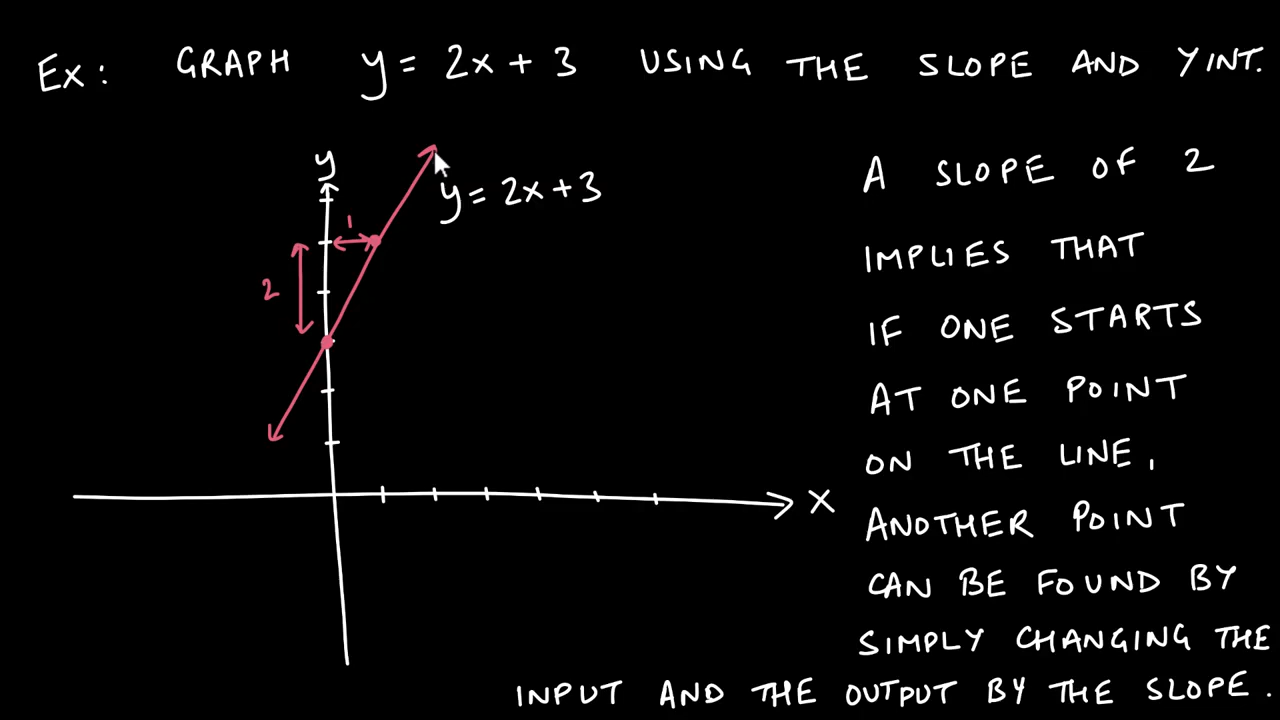 Ex: GRAPH y = 2x + 3 USING THE SLOPE AND YINT.
y
1
2
y = 2x + 3
x
A SLOPE OF 2
IMPLIES THAT
IF ONE STARTS
AT ONE POINT
ON THE LINE,
ANOTHER POINT
CAN BE FOUND BY
SIMPLY CHANGING THE
INPUT AND THE OUTPUT BY THE SLOPE.